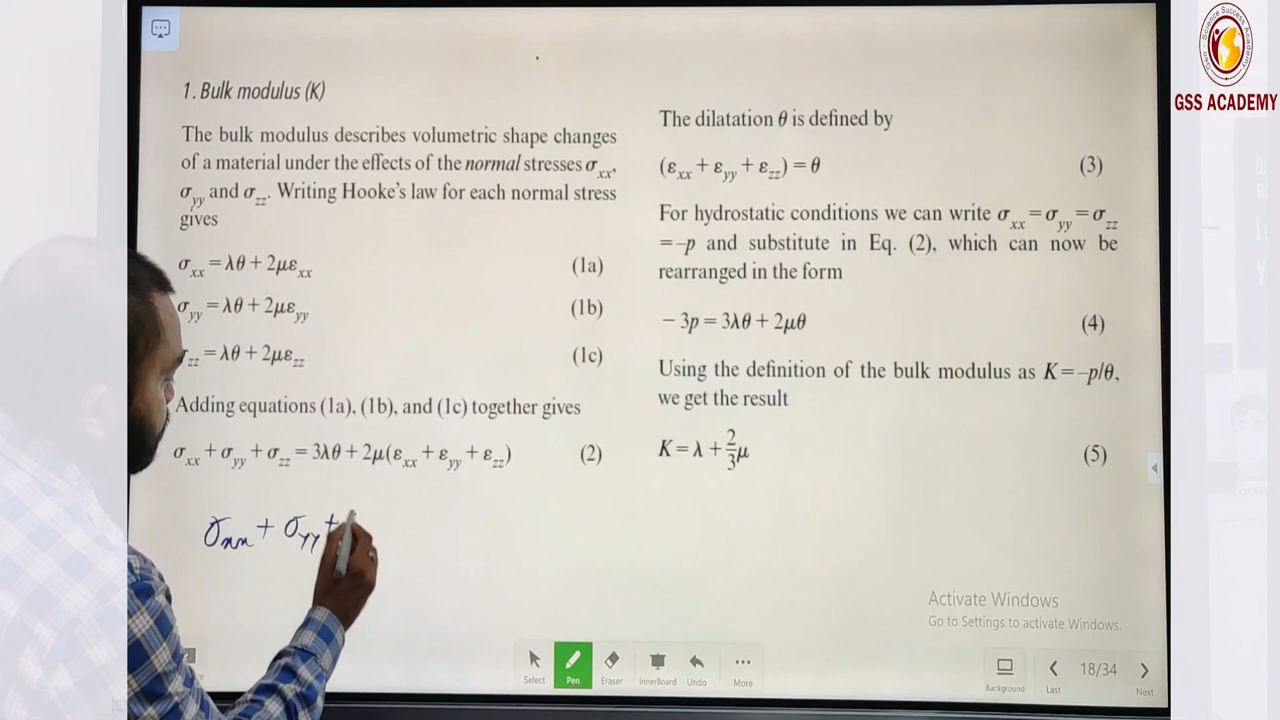 1. Bulk modulus (K)
The bulk modulus describes volumetric shape changes
of a material under the effects of the normal stresses σxx,
σyy and σzz. Writing Hooke's law for each normal stress
gives
σxx = λθ + 2μεxx (1a)
σyy = λθ + 2μεyy (1b)
σzz = λθ + 2μεzz (1c)
Adding equations (1a), (1b), and (1c) together gives
σxx + σyy + σzz = 3λθ + 2μ(εxx + εyy + εzz) (2)
σxx + σyy +
The dilatation θ is defined by
(εxx + εyy + εzz) = θ (3)
For hydrostatic conditions we can write σxx = σyy = σzz
= –p and substitute in Eq. (2), which can now be
rearranged in the form
– 3p = 3λθ + 2μθ (4)
Using the definition of the bulk modulus as K = –p/θ,
we get the result
K = λ + 2/3 μ (5)
Activate Windows
Go to Settings to activate Windows.
Select Pen Eraser InnerBoard Undo More
Background Last 18/34 Next
Geo - Science Success Academy
GSS ACADEMY